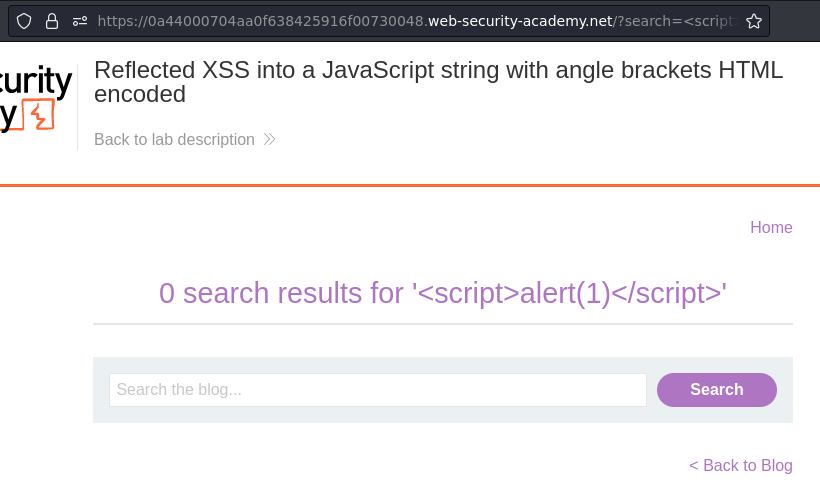 https://0a44000704aa0f638425916f00730048.web-security-academy.net/?search=<script>
curity
y
Reflected XSS into a JavaScript string with angle brackets HTML
encoded
Back to lab description
Home
0 search results for '<script>alert(1)</script>'
Search the blog...
Search
< Back to Blog